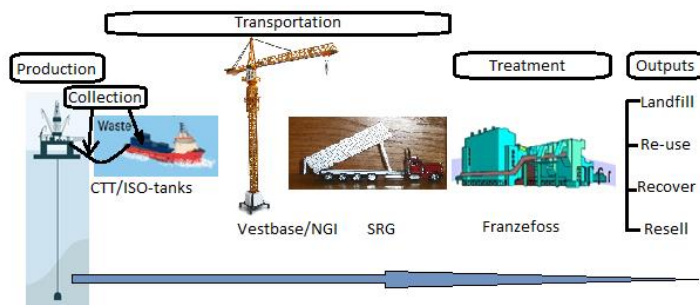 Transportation
Production
Treatment
Outputs
Collection
Waste
Landfill
Re-use
Recover
Resell
CTT/ISO-tanks
Vestbase/NGI
SRG
Franzefoss